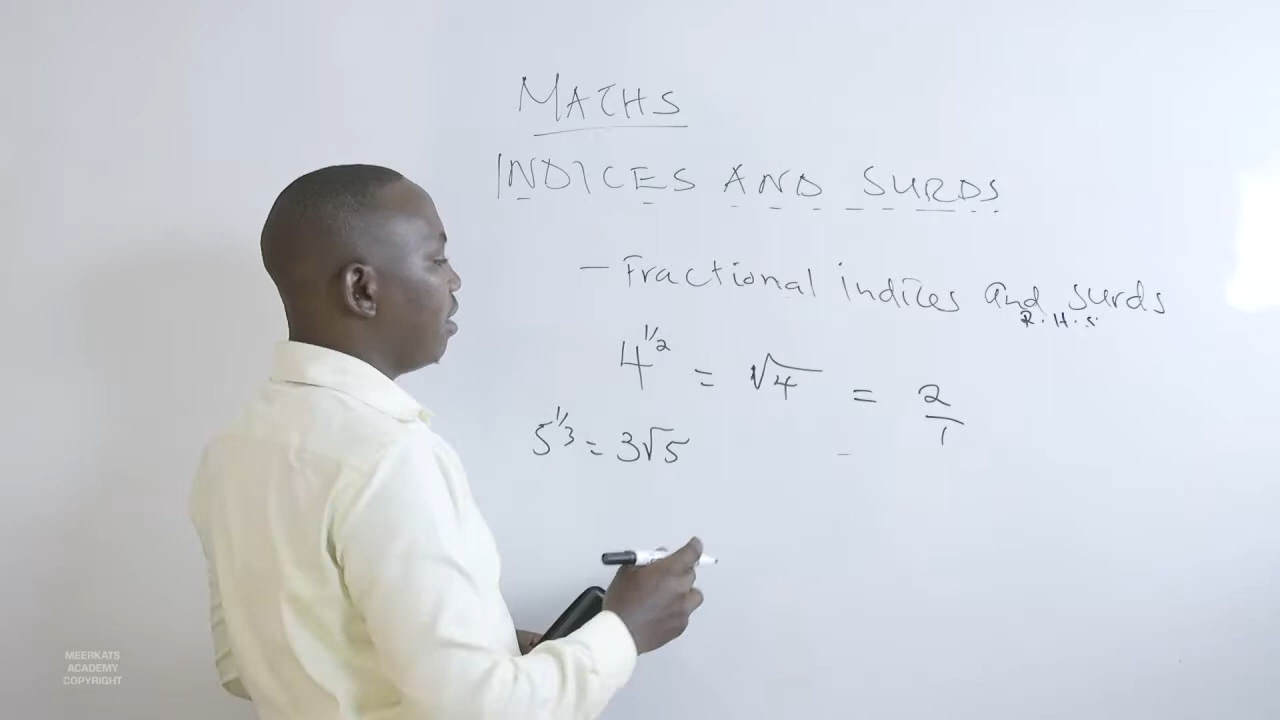 MATHS
INDICES AND SURDS
- Fractional indices and surds
R.H.S
4^1/2 = √4 = 2/1
5^1/3 = 3√5
MEERKATS
ACADEMY
COPYRIGHT